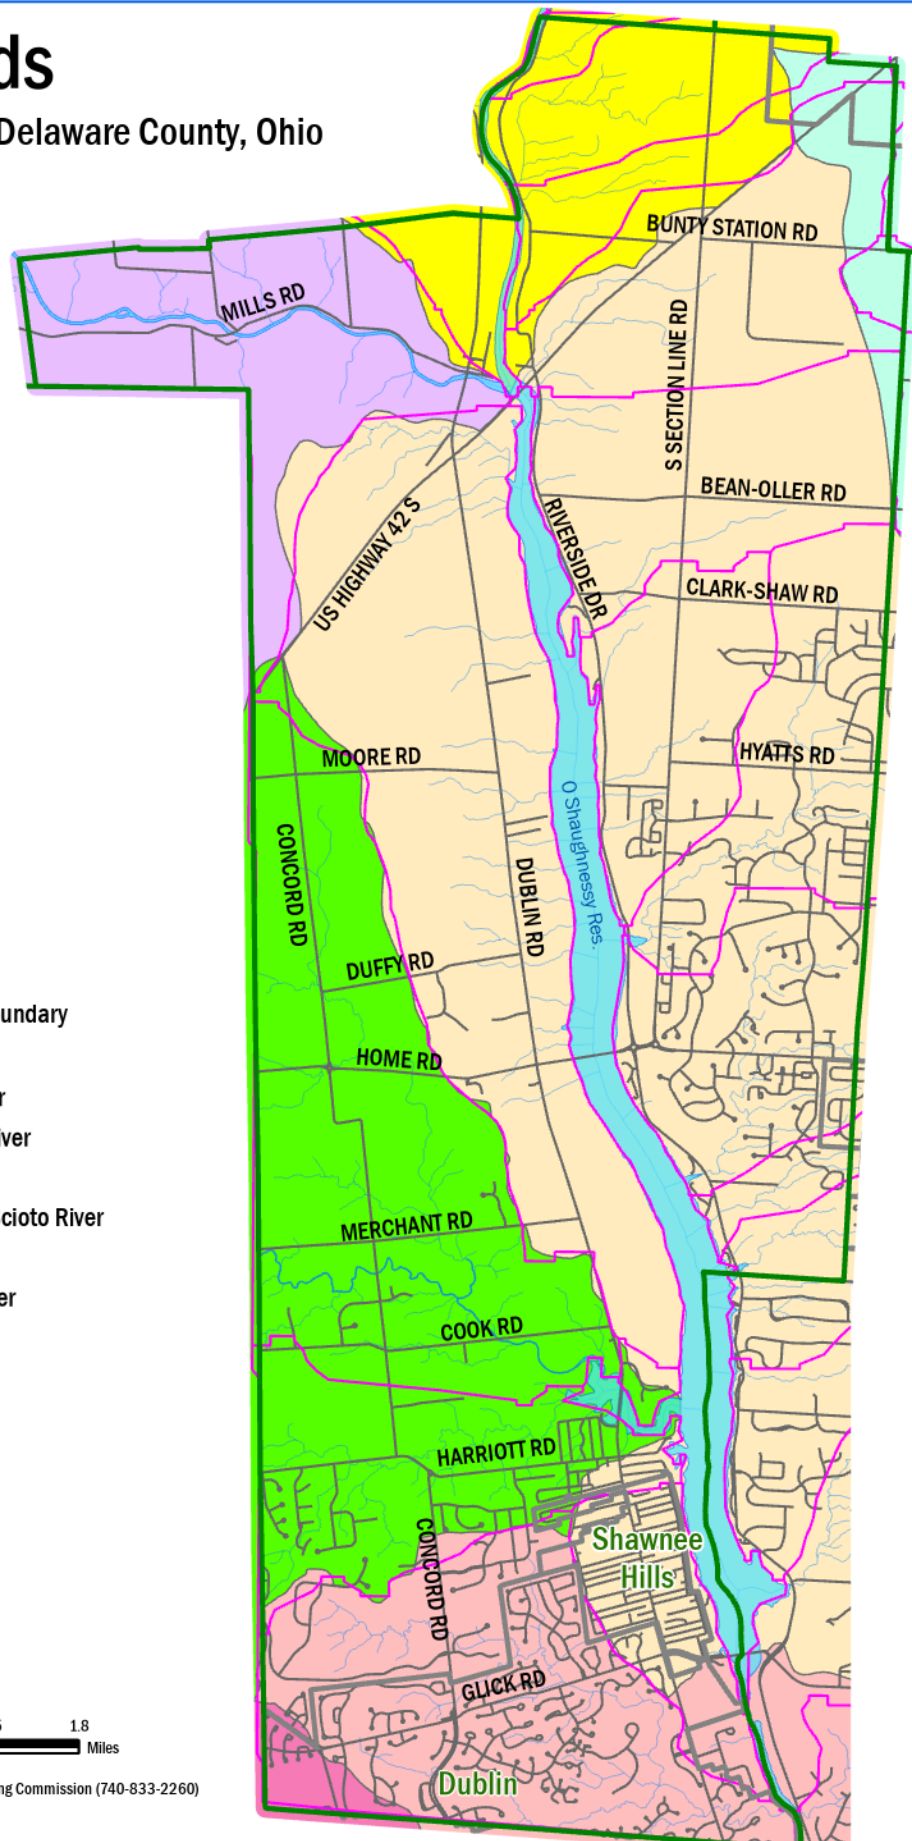 ds
Delaware County, Ohio
BUNTY STATION RD
MILLS RD
S SECTION LINE RD
BEAN-OLLER RD
US HIGHWAY 42 S
RIVERSIDE DR
CLARK-SHAW RD
MOORE RD
HYATTS RD
O Shaughnessy Res.
CONCORD RD
DUBLIN RD
DUFFY RD
undary
HOME RD
r
iver
cioto River
MERCHANT RD
er
COOK RD
HARRIOTT RD
CONCORD RD
Shawnee
Hills
GLICK RD
1.8
Miles
Dublin
ng Commission (740-833-2260)